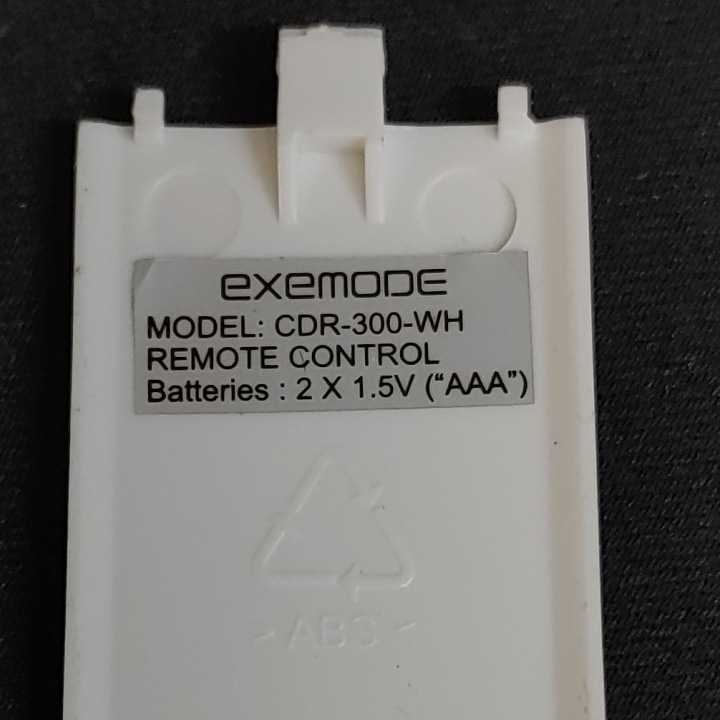 exemode
MODEL: CDR-300-WH
REMOTE CONTROL
Batteries : 2 X 1.5V (“AAA”)
>ABS<